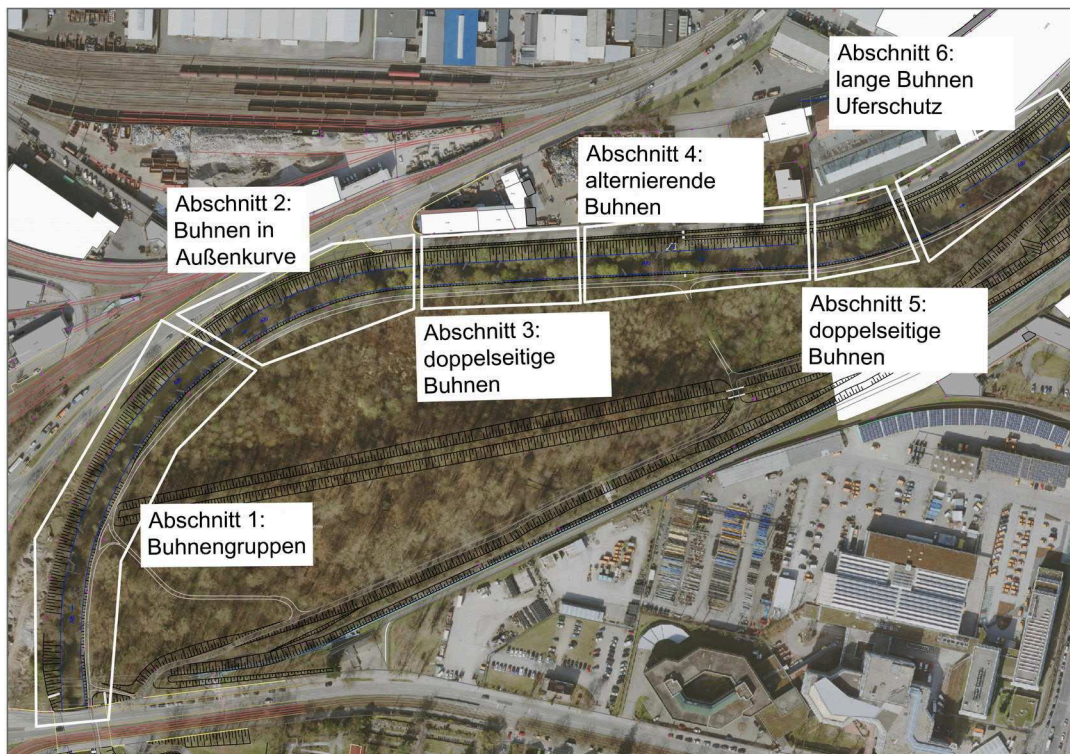 Abschnitt 1:
Buhnengruppen
Abschnitt 2:
Buhnen in
Außenkurve
Abschnitt 3:
doppelseitige
Buhnen
Abschnitt 4:
alternierende
Buhnen
Abschnitt 5:
doppelseitige
Buhnen
Abschnitt 6:
lange Buhnen
Uferschutz